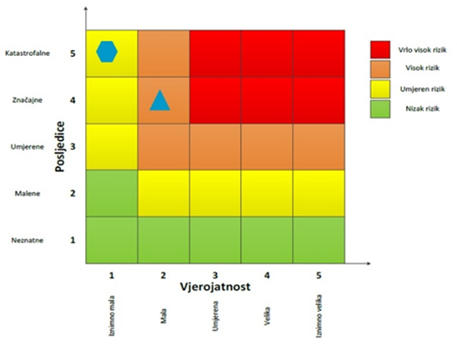 Katastrofalne 5
Značajne 4
Umjerene 3
Malene 2
Neznatne 1
Posljedice
1 2 3 4 5
Vjerojatnost
Iznimno mala
Mala
Umjerena
Velika
Iznimno velika
Vrlo visok rizik
Visok rizik
Umjeren rizik
Nizak rizik